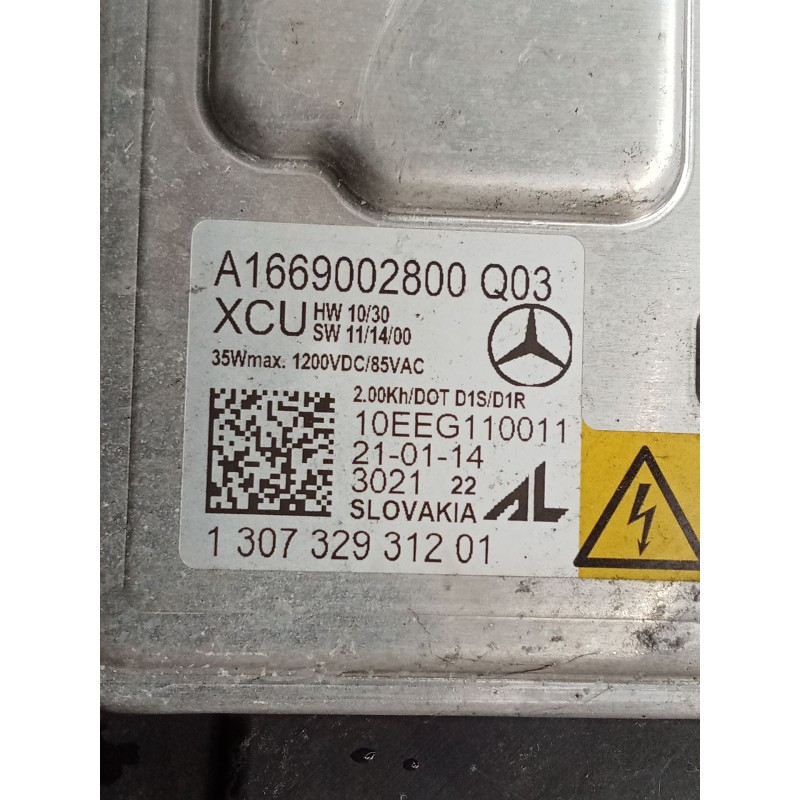 A1669002800 Q03
XCU HW 10/30
SW 11/14/00
35Wmax. 1200VDC/85VAC
2.00Kh/DOT D1S/D1R
10EEG110011
21-01-14
3021 22
SLOVAKIA AL
1 307 329 312 01